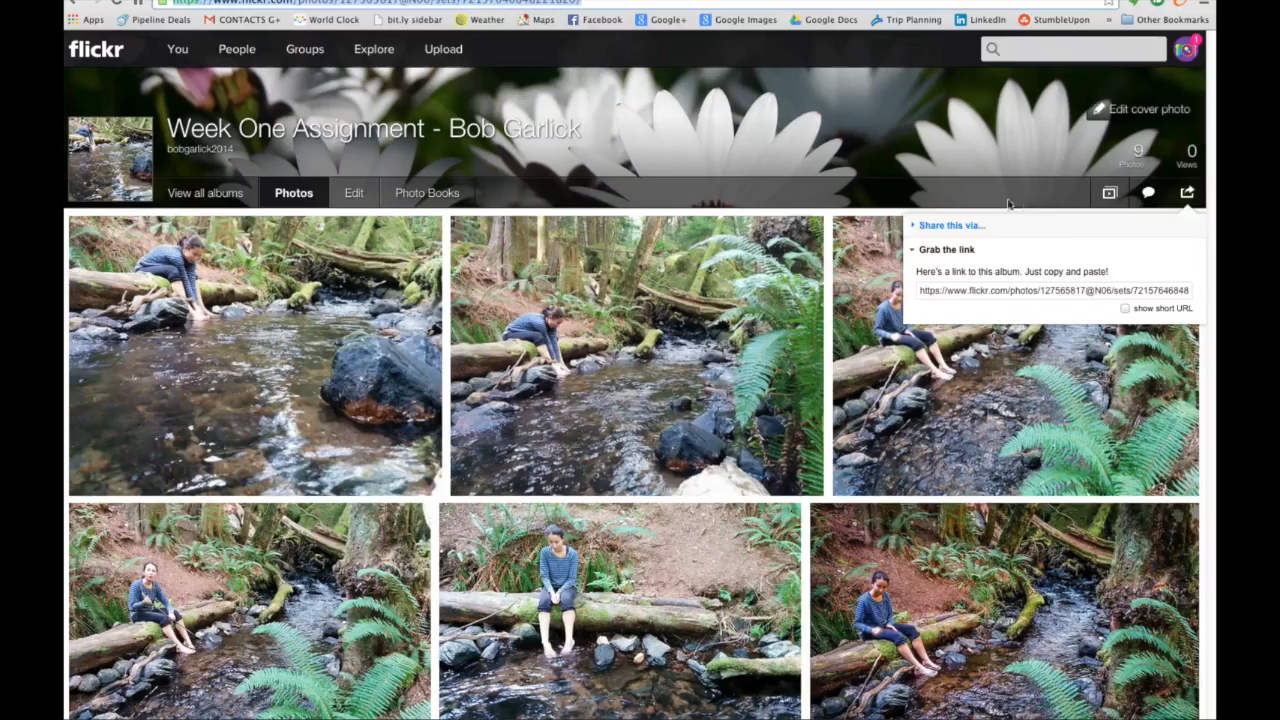 Apps Pipeline Deals CONTACTS G+ World Clock bit.ly sidebar Weather Maps Facebook Google+ Google Images Google Docs Trip Planning LinkedIn StumbleUpon » Other Bookmarks
flickr You People Groups Explore Upload 1
Edit cover photo
Week One Assignment - Bob Garlick
bobgarlick2014
9 0
Photos Views
View all albums Photos Edit Photo Books
Share this via...
Grab the link
Here's a link to this album. Just copy and paste!
https://www.flickr.com/photos/127565817@N06/sets/72157646848
show short URL